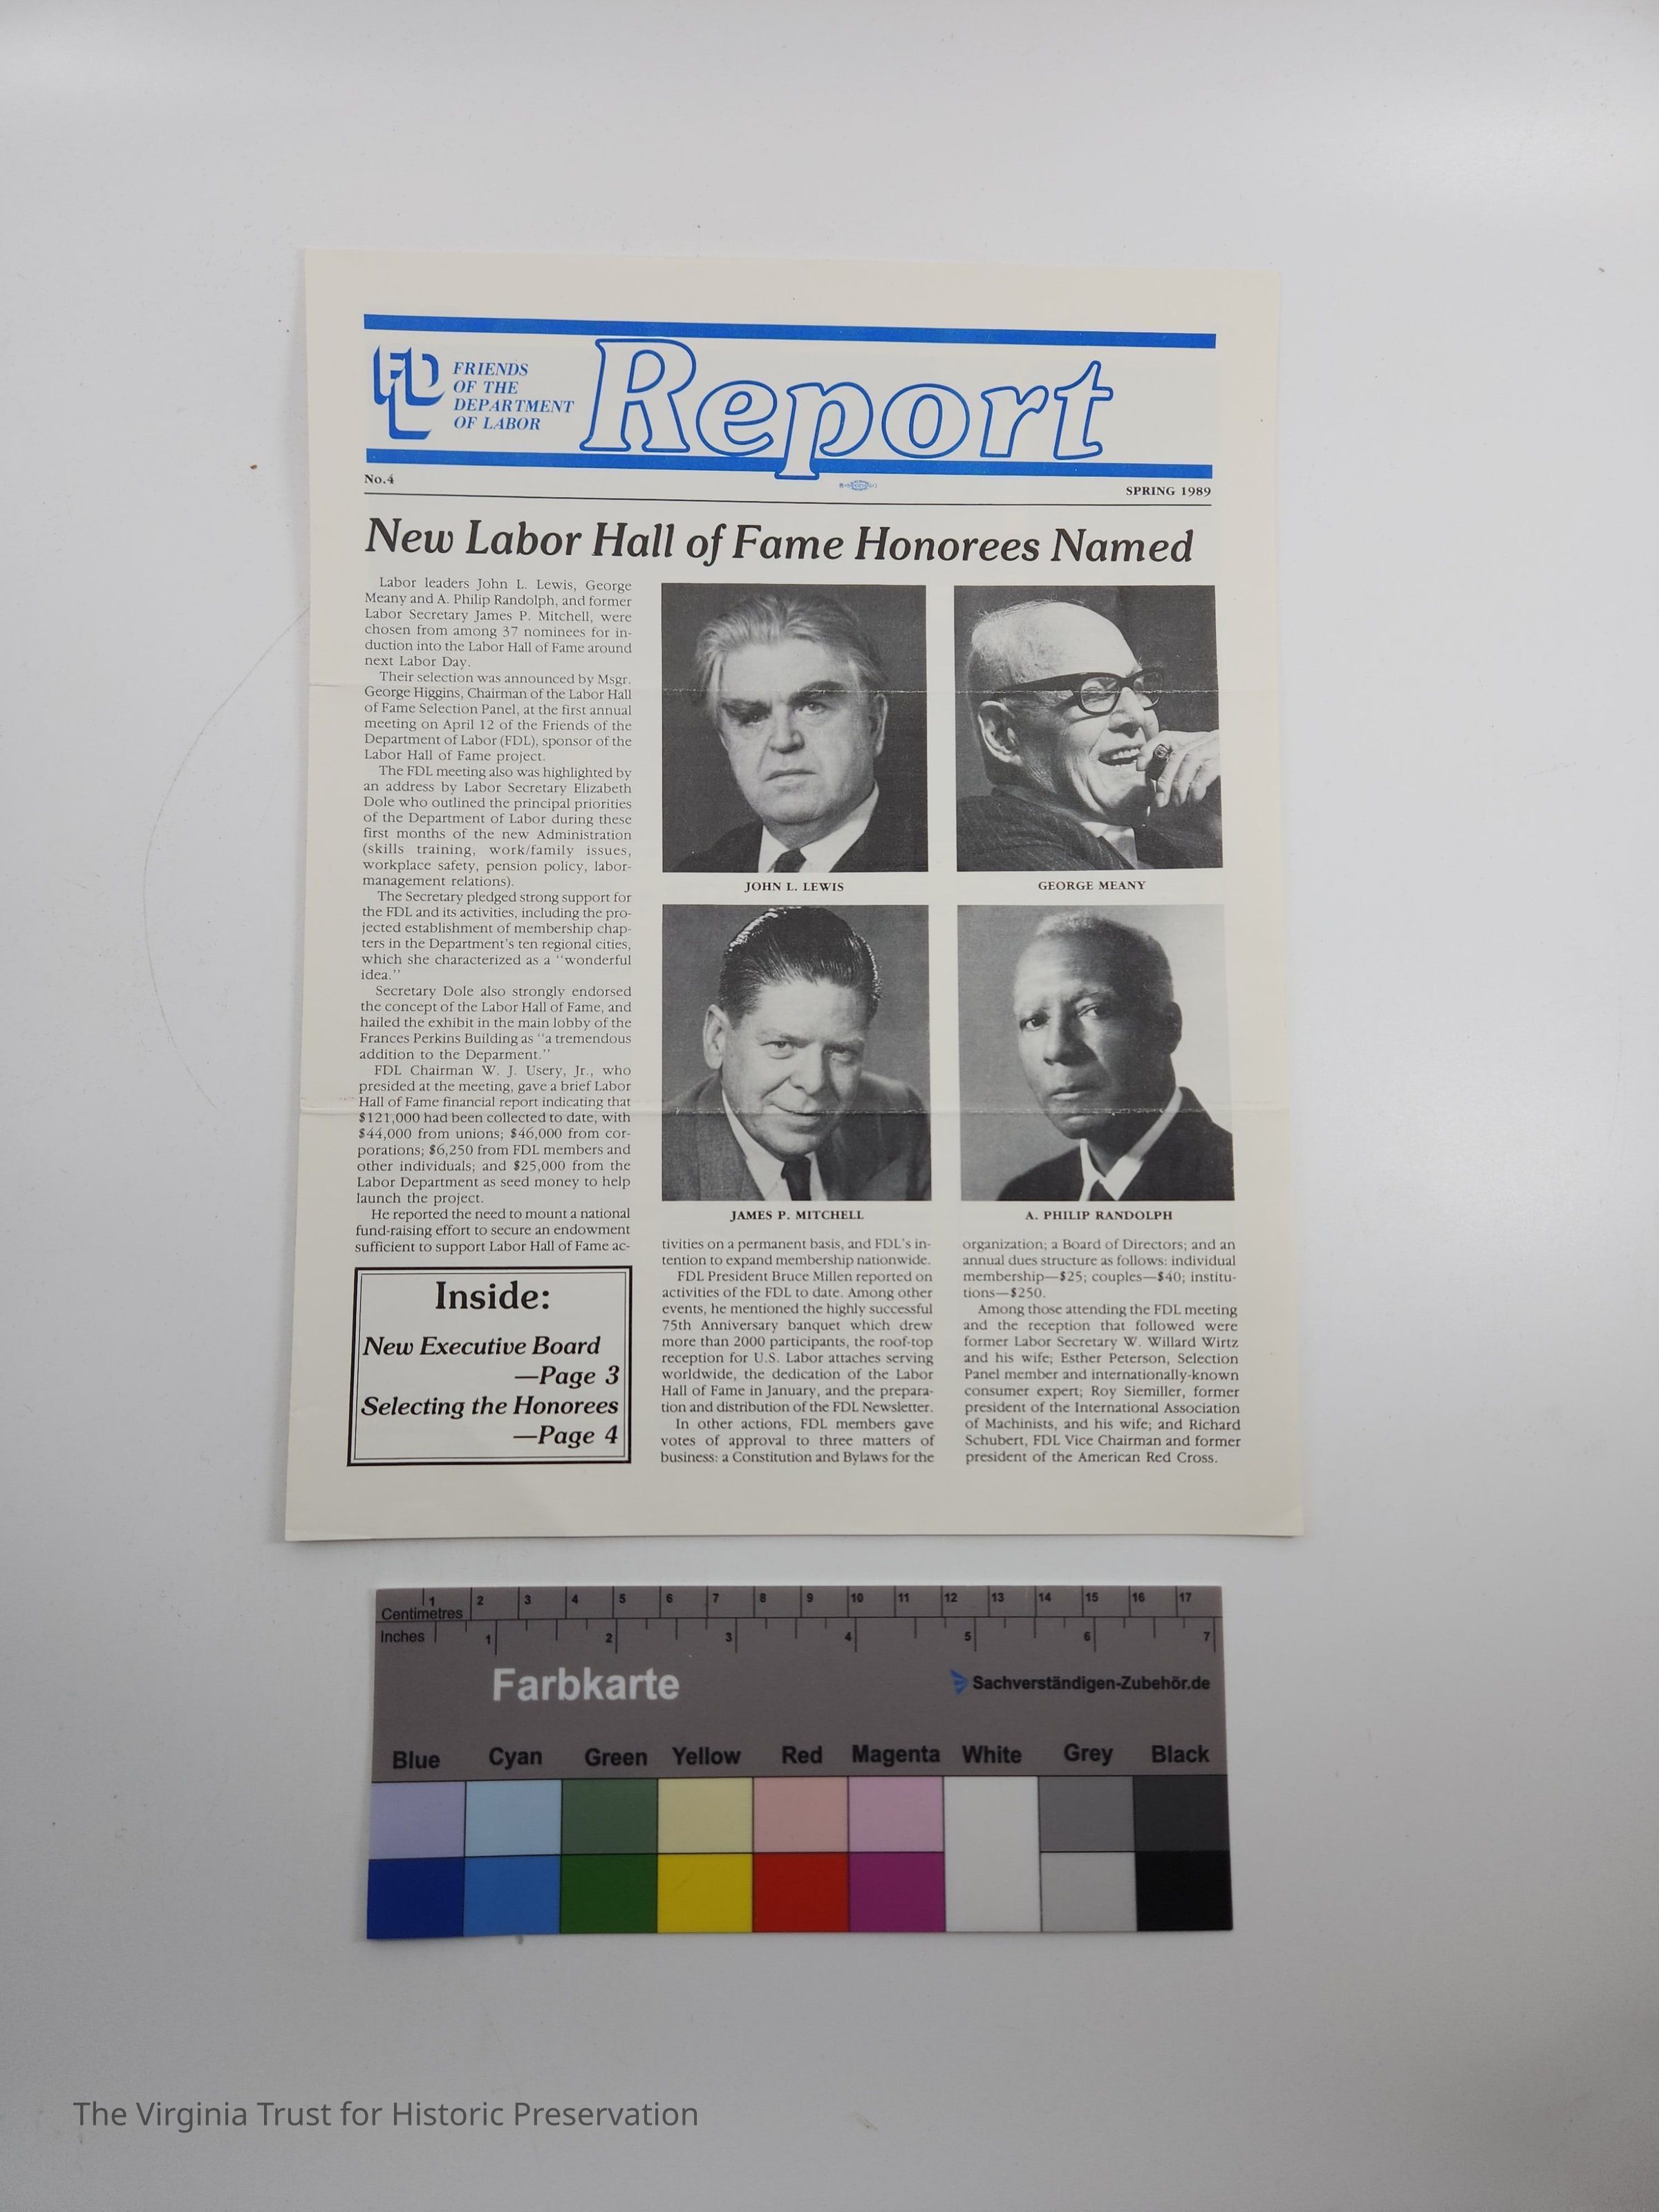 FDL
FRIENDS
OF THE
DEPARTMENT
OF LABOR
Report
No.4
SPRING 1989
New Labor Hall of Fame Honorees Named
Labor leaders John L. Lewis, George
Meany and A. Philip Randolph, and former
Labor Secretary James P. Mitchell, were
chosen from among 37 nominees for in-
duction into the Labor Hall of Fame around
next Labor Day.
Their selection was announced by Msgr.
George Higgins, Chairman of the Labor Hall
of Fame Selection Panel, at the first annual
meeting on April 12 of the Friends of the
Department of Labor (FDL), sponsor of the
Labor Hall of Fame project.
The FDL meeting also was highlighted by
an address by Labor Secretary Elizabeth
Dole who outlined the principal priorities
of the Department of Labor during these
first months of the new Administration
(skills training, work/family issues,
workplace safety, pension policy, labor-
management relations).
The Secretary pledged strong support for
the FDL and its activities, including the pro-
jected establishment of membership chap-
ters in the Department's ten regional cities,
which she characterized as a "wonderful
idea."
Secretary Dole also strongly endorsed
the concept of the Labor Hall of Fame, and
hailed the exhibit in the main lobby of the
Frances Perkins Building as "a tremendous
addition to the Deparment."
FDL Chairman W. J. Usery, Jr., who
presided at the meeting, gave a brief Labor
Hall of Fame financial report indicating that
$121,000 had been collected to date, with
$44,000 from unions; $46,000 from cor-
porations; $6,250 from FDL members and
other individuals; and $25,000 from the
Labor Department as seed money to help
launch the project.
He reported the need to mount a national
fund-raising effort to secure an endowment
sufficient to support Labor Hall of Fame ac-
Inside:
New Executive Board
—Page 3
Selecting the Honorees
—Page 4
JOHN L. LEWIS
GEORGE MEANY
JAMES P. MITCHELL
A. PHILIP RANDOLPH
tivities on a permanent basis, and FDL's in-
tention to expand membership nationwide.
FDL President Bruce Millen reported on
activities of the FDL to date. Among other
events, he mentioned the highly successful
75th Anniversary banquet which drew
more than 2000 participants, the roof-top
reception for U.S. Labor attaches serving
worldwide, the dedication of the Labor
Hall of Fame in January, and the prepara-
tion and distribution of the FDL Newsletter.
In other actions, FDL members gave
votes of approval to three matters of
business: a Constitution and Bylaws for the
organization; a Board of Directors; and an
annual dues structure as follows: individual
membership—$25; couples—$40; institu-
tions—$250.
Among those attending the FDL meeting
and the reception that followed were
former Labor Secretary W. Willard Wirtz
and his wife; Esther Peterson, Selection
Panel member and internationally-known
consumer expert; Roy Siemiller, former
president of the International Association
of Machinists, and his wife; and Richard
Schubert, FDL Vice Chairman and former
president of the American Red Cross.
1 2 3 4 5 6 7 8 9 10 11 12 13 14 15 16 17
Centimetres
Inches 1 2 3 4 5 6 7
Farbkarte
Sachverständigen-Zubehör.de
Blue Cyan Green Yellow Red Magenta White Grey Black
The Virginia Trust for Historic Preservation